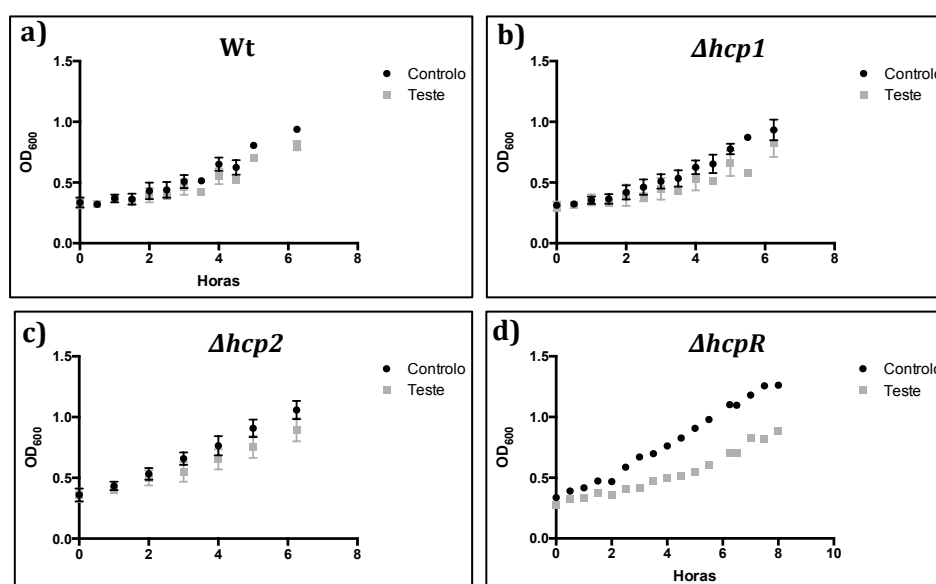 a)
Wt
1.5
1.0
0.5
0.0
OD600
0
2
4
6
8
Horas
Controlo
Teste
b)
Δhcp1
1.5
1.0
0.5
0.0
OD600
0
2
4
6
8
Controlo
Teste
c)
Δhcp2
1.5
1.0
0.5
0.0
OD600
0
2
4
6
8
Controlo
Teste
d)
ΔhcpR
1.5
1.0
0.5
0.0
OD600
0
2
4
6
8
10
Horas
Controlo
Teste